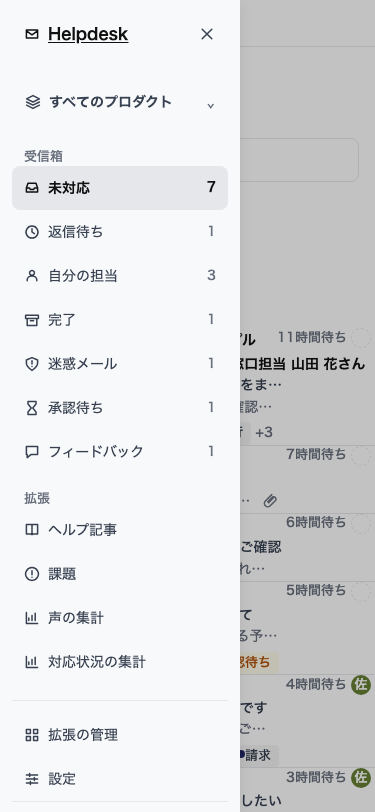 Helpdesk
すべてのプロダクト
受信箱
未対応 7
返信待ち 1
自分の担当 3
完了 1
迷惑メール 1
承認待ち 1
フィードバック 1
拡張
ヘルプ記事
課題
声の集計
対応状況の集計
拡張の管理
設定
11時間待ち
窓口担当 山田 花さん
をま…
確認…
+3
7時間待ち
6時間待ち
ご確認
れ…
5時間待ち
て
る予…
認待ち
4時間待ち 佐
です
ご…
請求
3時間待ち 佐
したい